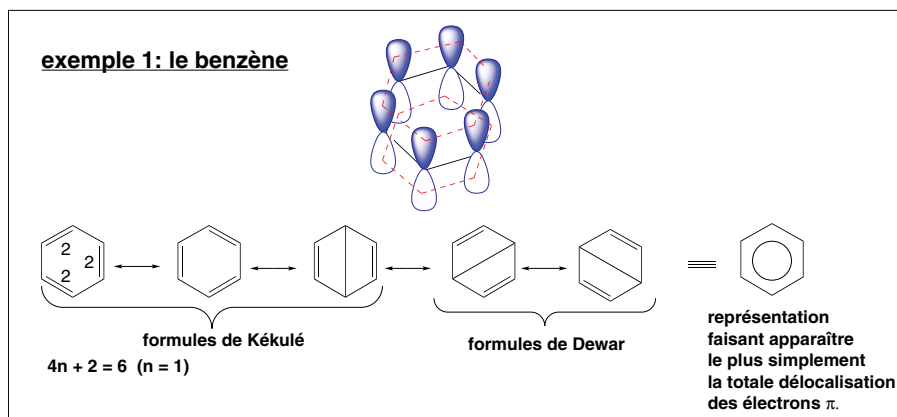 exemple 1: le benzène
2
2
2
formules de Kékulé
formules de Dewar
4n + 2 = 6 (n = 1)
représentation
faisant apparaître
le plus simplement
la totale délocalisation
des électrons π.